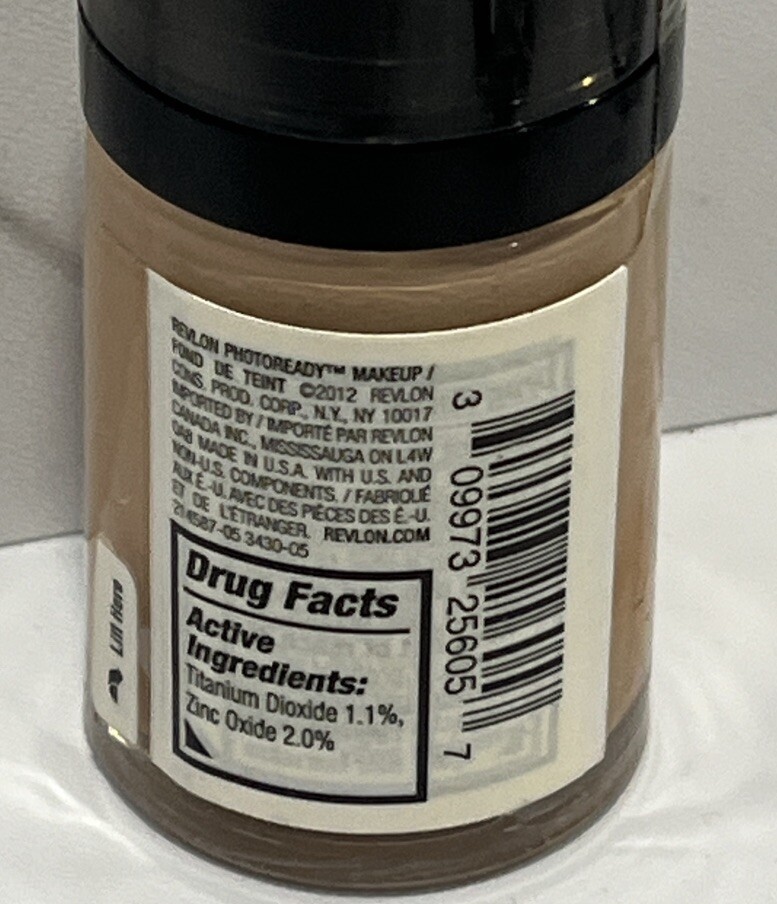 REVLON PHOTOREADY™ MAKEUP /
FOND DE TEINT ©2012 REVLON
CONS. PROD. CORP., N.Y., NY 10017
IMPORTED BY / IMPORTÉ PAR REVLON
CANADA INC., MISSISSAUGA ON L4W
0A8 MADE IN U.S.A. WITH U.S. AND
NON-U.S. COMPONENTS. / FABRIQUÉ
AUX É.-U. AVEC DES PIÈCES DES É.-U.
ET DE L'ÉTRANGER. REVLON.COM
214587-05 3430-05
Drug Facts
Active
Ingredients:
Titanium Dioxide 1.1%,
Zinc Oxide 2.0%
3 09973 25605 7
Lift Here